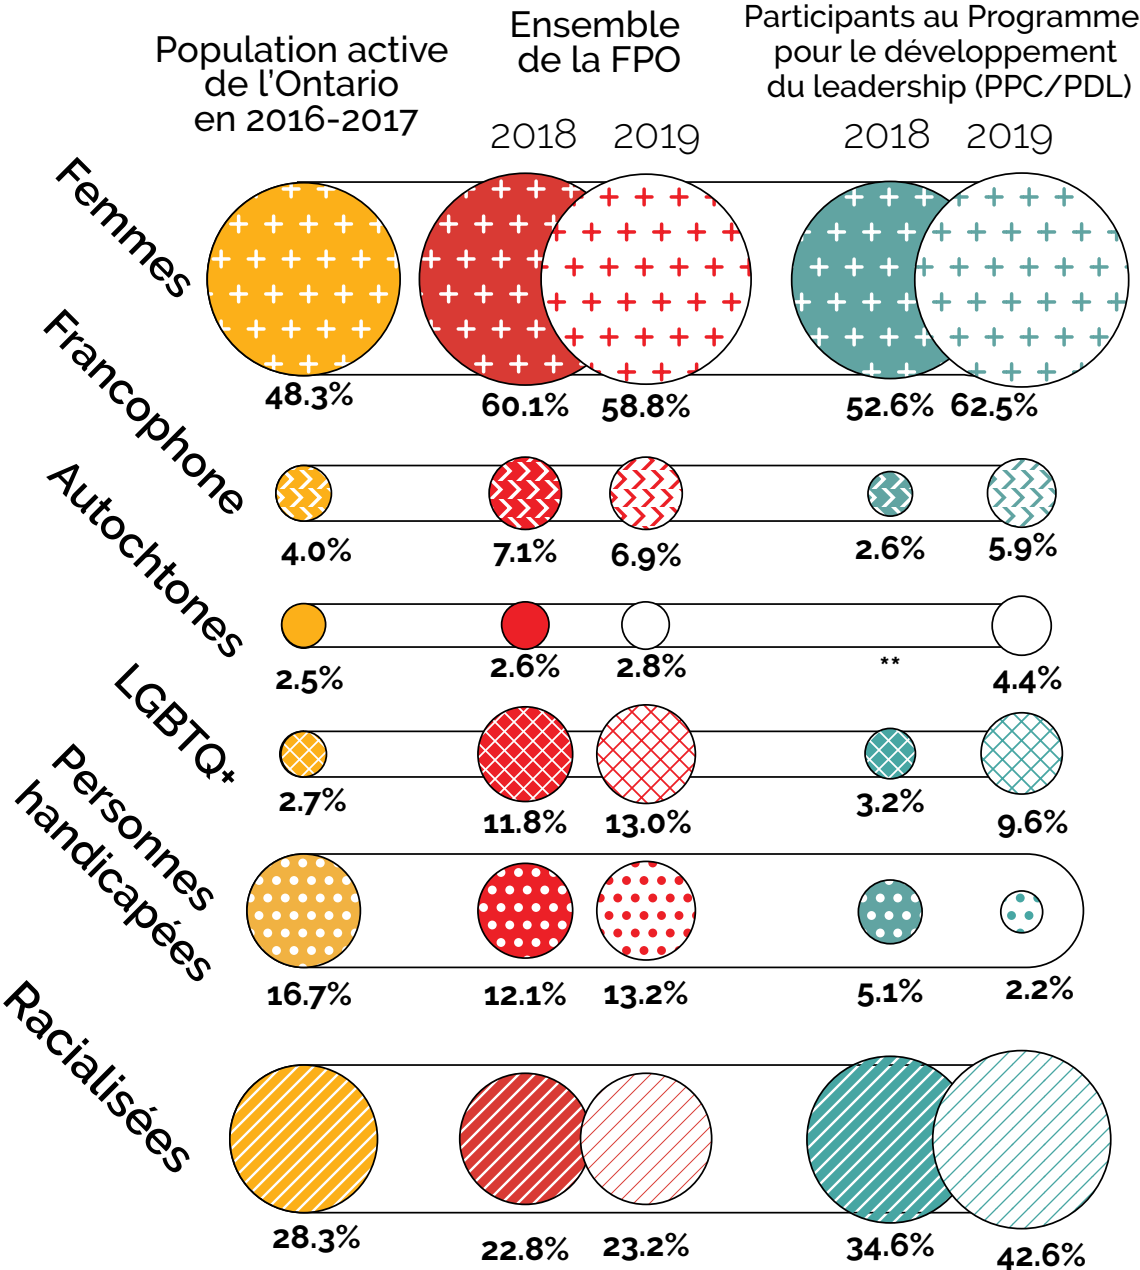 Population active
de l'Ontario
en 2016-2017
Ensemble
de la FPO
Participants au Programme
pour le développement
du leadership (PPC/PDL)
2018 2019 2018 2019
Femmes
48.3% 60.1% 58.8% 52.6% 62.5%
Francophone
4.0% 7.1% 6.9% 2.6% 5.9%
Autochtones
2.5% 2.6% 2.8% ** 4.4%
LGBTQ+
2.7% 11.8% 13.0% 3.2% 9.6%
Personnes
handicapées
16.7% 12.1% 13.2% 5.1% 2.2%
Racialisées
28.3% 22.8% 23.2% 34.6% 42.6%